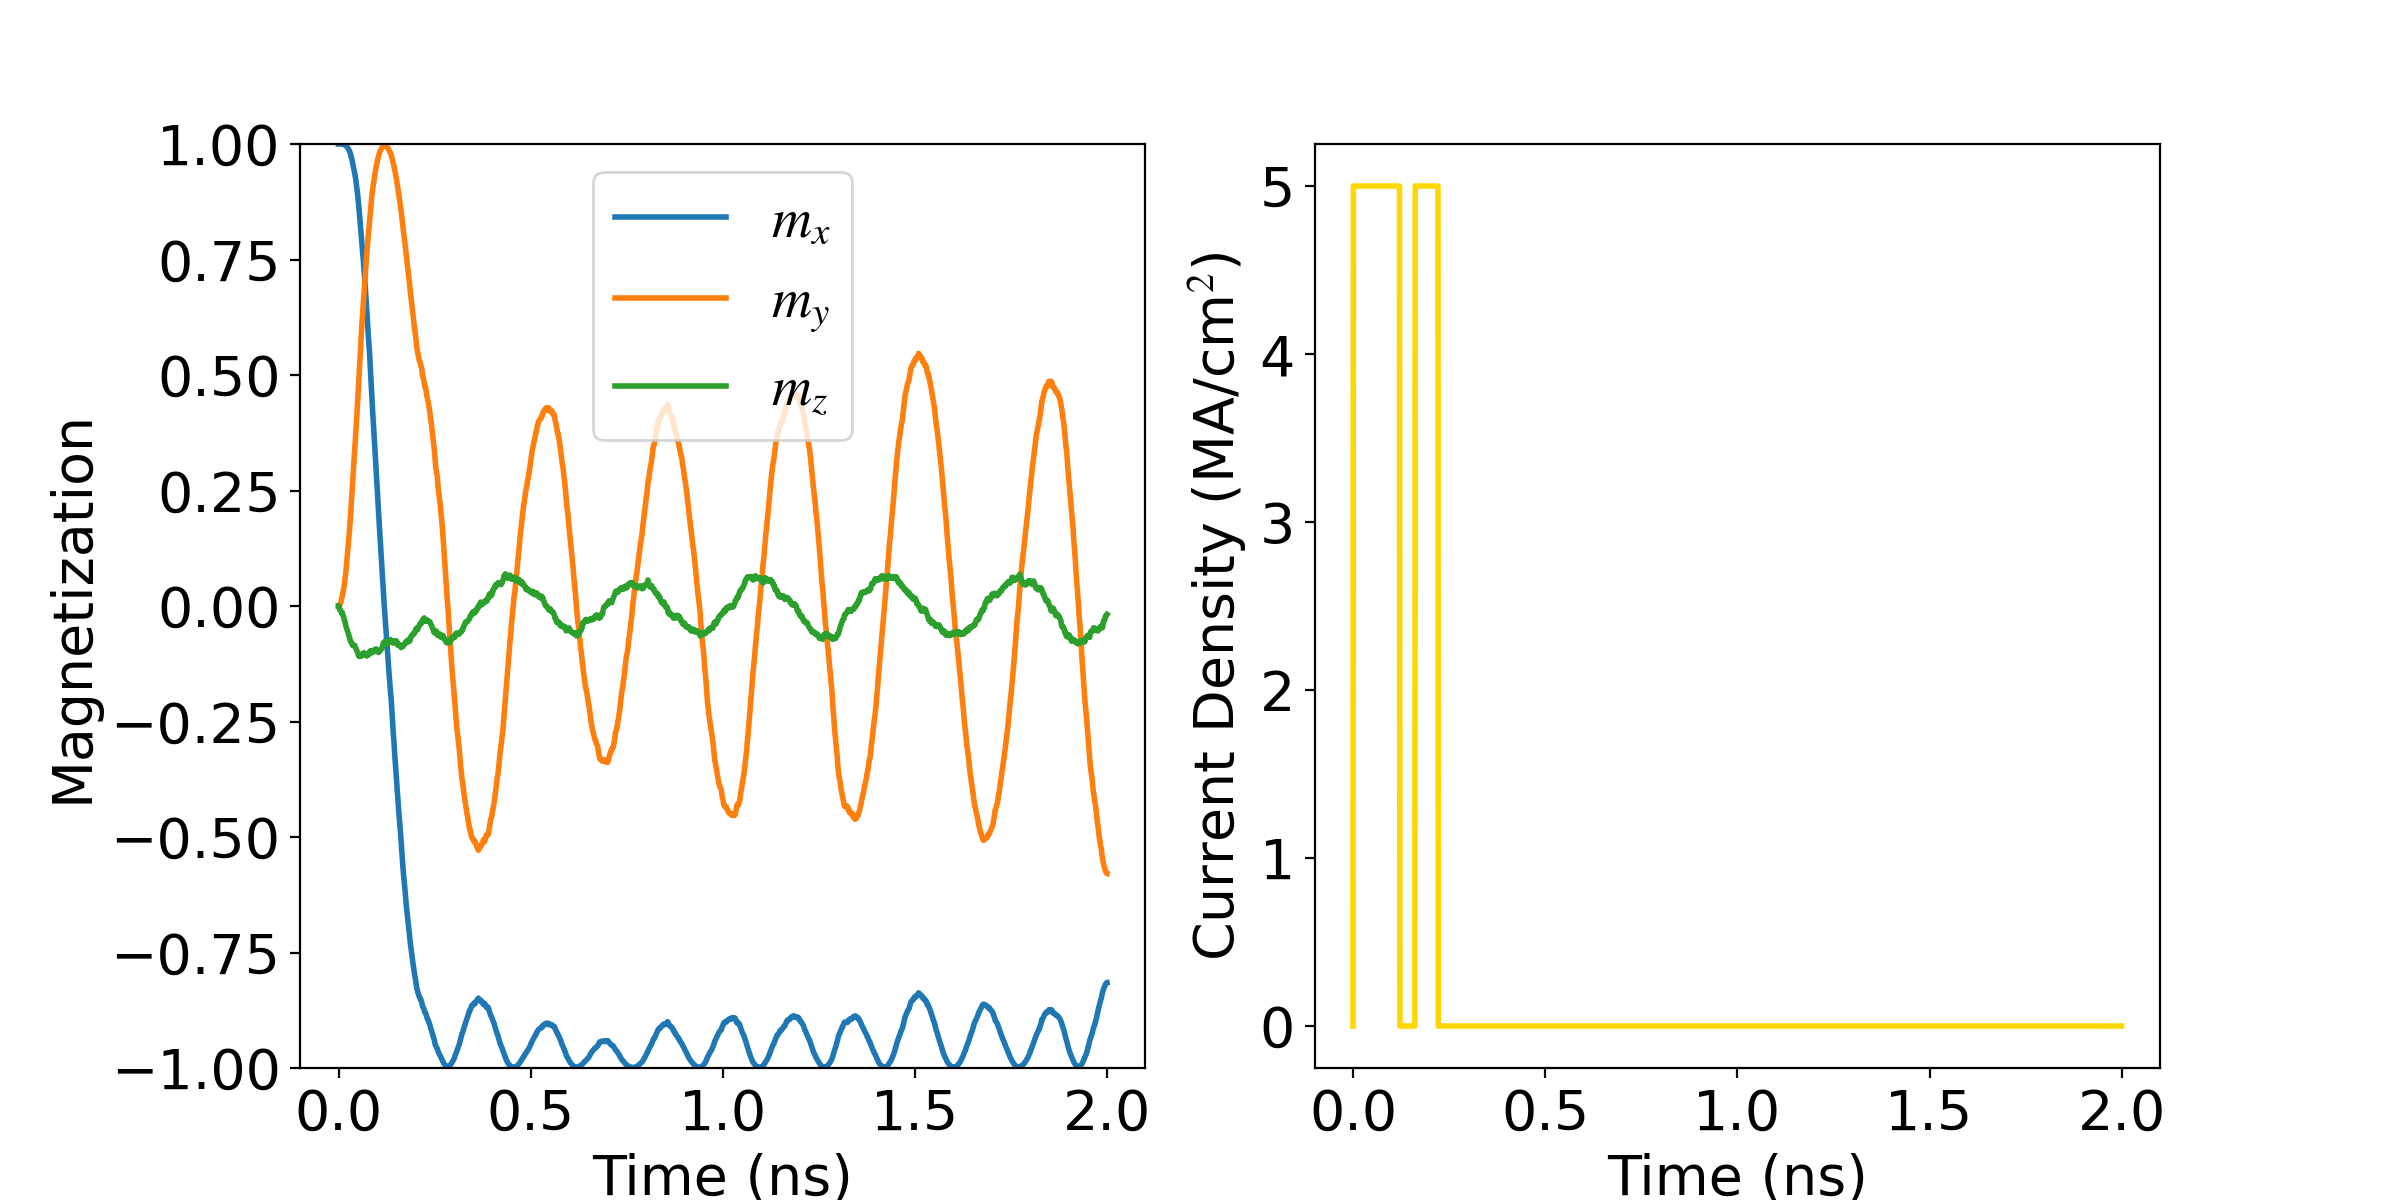 1.00
0.75
0.50
0.25
0.00
−0.25
−0.50
−0.75
−1.00
Magnetization
0.0 0.5 1.0 1.5 2.0
Time (ns)
mₓ
m_y
m_z
5
4
3
2
1
0
Current Density (MA/cm²)
0.0 0.5 1.0 1.5 2.0
Time (ns)